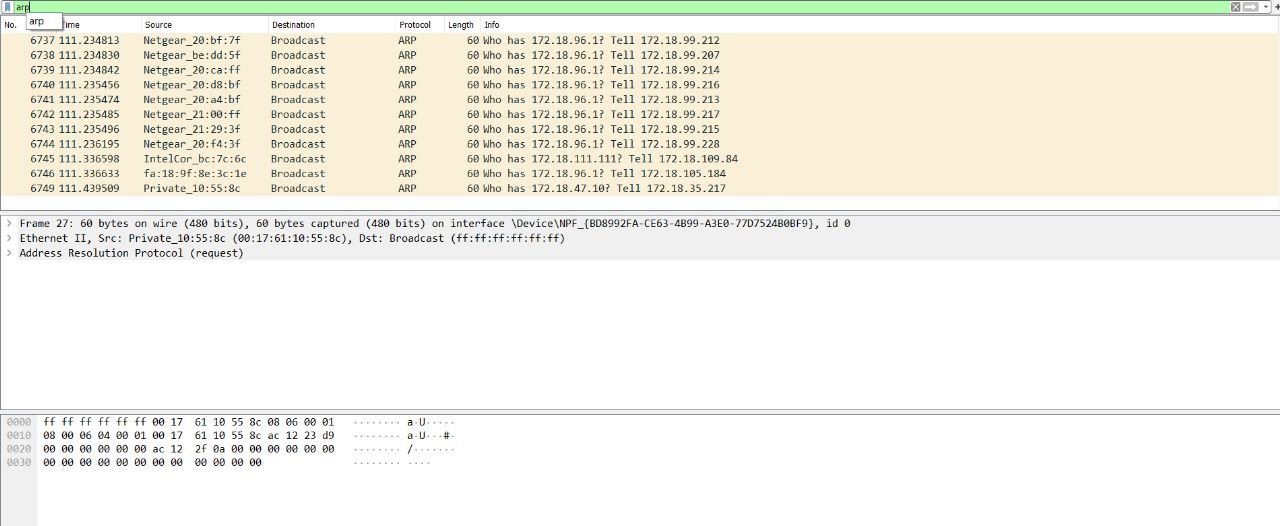 arp
arp
No. Time Source Destination Protocol Length Info
6737 111.234813 Netgear_20:bf:7f Broadcast ARP 60 Who has 172.18.96.1? Tell 172.18.99.212
6738 111.234830 Netgear_be:dd:5f Broadcast ARP 60 Who has 172.18.96.1? Tell 172.18.99.207
6739 111.234842 Netgear_20:ca:ff Broadcast ARP 60 Who has 172.18.96.1? Tell 172.18.99.214
6740 111.235456 Netgear_20:d8:bf Broadcast ARP 60 Who has 172.18.96.1? Tell 172.18.99.216
6741 111.235474 Netgear_20:a4:bf Broadcast ARP 60 Who has 172.18.96.1? Tell 172.18.99.213
6742 111.235485 Netgear_21:00:ff Broadcast ARP 60 Who has 172.18.96.1? Tell 172.18.99.217
6743 111.235496 Netgear_21:29:3f Broadcast ARP 60 Who has 172.18.96.1? Tell 172.18.99.215
6744 111.236195 Netgear_20:f4:3f Broadcast ARP 60 Who has 172.18.96.1? Tell 172.18.99.228
6745 111.336598 IntelCor_bc:7c:6c Broadcast ARP 60 Who has 172.18.111.111? Tell 172.18.109.84
6746 111.336633 fa:18:9f:8e:3c:1e Broadcast ARP 60 Who has 172.18.96.1? Tell 172.18.105.184
6749 111.439509 Private_10:55:8c Broadcast ARP 60 Who has 172.18.47.10? Tell 172.18.35.217
Frame 27: 60 bytes on wire (480 bits), 60 bytes captured (480 bits) on interface \Device\NPF_{BD8992FA-CE63-4B99-A3E0-77D7524B0BF9}, id 0
Ethernet II, Src: Private_10:55:8c (00:17:61:10:55:8c), Dst: Broadcast (ff:ff:ff:ff:ff:ff)
Address Resolution Protocol (request)
0000 ff ff ff ff ff ff 00 17 61 10 55 8c 08 06 00 01 ········ a·U·····
0010 08 00 06 04 00 01 00 17 61 10 55 8c ac 12 23 d9 ········ a·U···#·
0020 00 00 00 00 00 00 ac 12 2f 0a 00 00 00 00 00 00 ········ /·······
0030 00 00 00 00 00 00 00 00 00 00 00 00 ········ ····